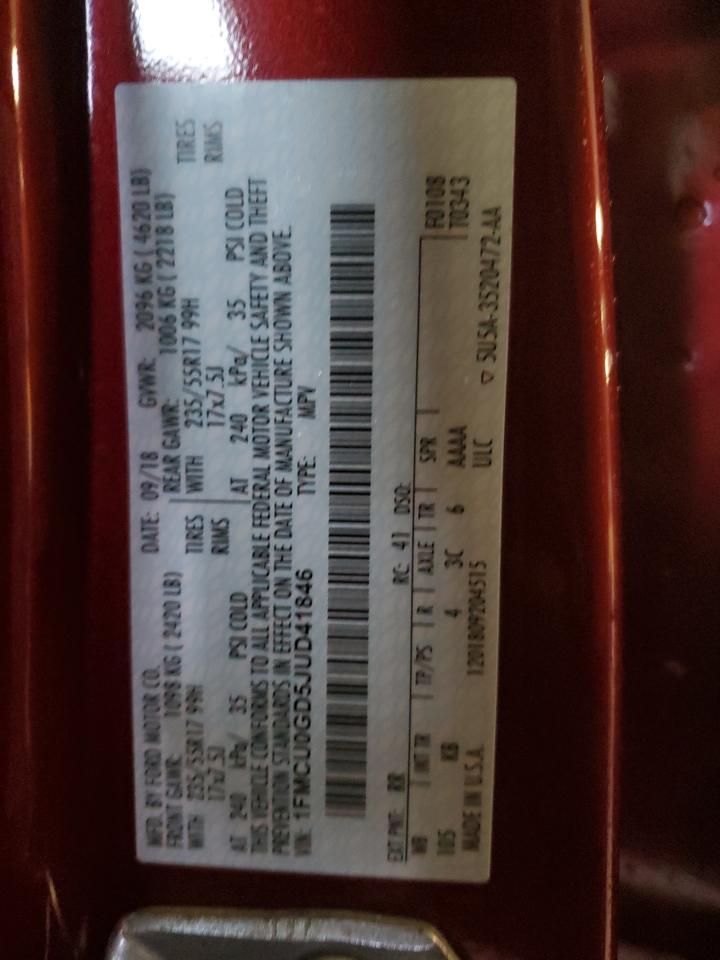 MFD. BY FORD MOTOR CO.
DATE: 09/18 GVWR: 2096 KG ( 4620 LB)
FRONT GAWR: 1098 KG ( 2420 LB) REAR GAWR: 1006 KG ( 2218 LB)
WITH 235/55R17 99H TIRES WITH 235/55R17 99H TIRES
17x7.5J RIMS 17x7.5J RIMS
AT 240 kPa/ 35 PSI COLD AT 240 kPa/ 35 PSI COLD
THIS VEHICLE CONFORMS TO ALL APPLICABLE FEDERAL MOTOR VEHICLE SAFETY AND THEFT
PREVENTION STANDARDS IN EFFECT ON THE DATE OF MANUFACTURE SHOWN ABOVE.
VIN: 1FMCU0GD5JUD41846 TYPE: MPV
EXT PNT: RR RC: 41 DSO: F0108
WB INT TR TP/PS R AXLE TR SPR T0343
105 KB 4 3C 6 AAAA
MADE IN U.S.A. 1201809204515 ULC ▽ 5U5A-3520472-AA